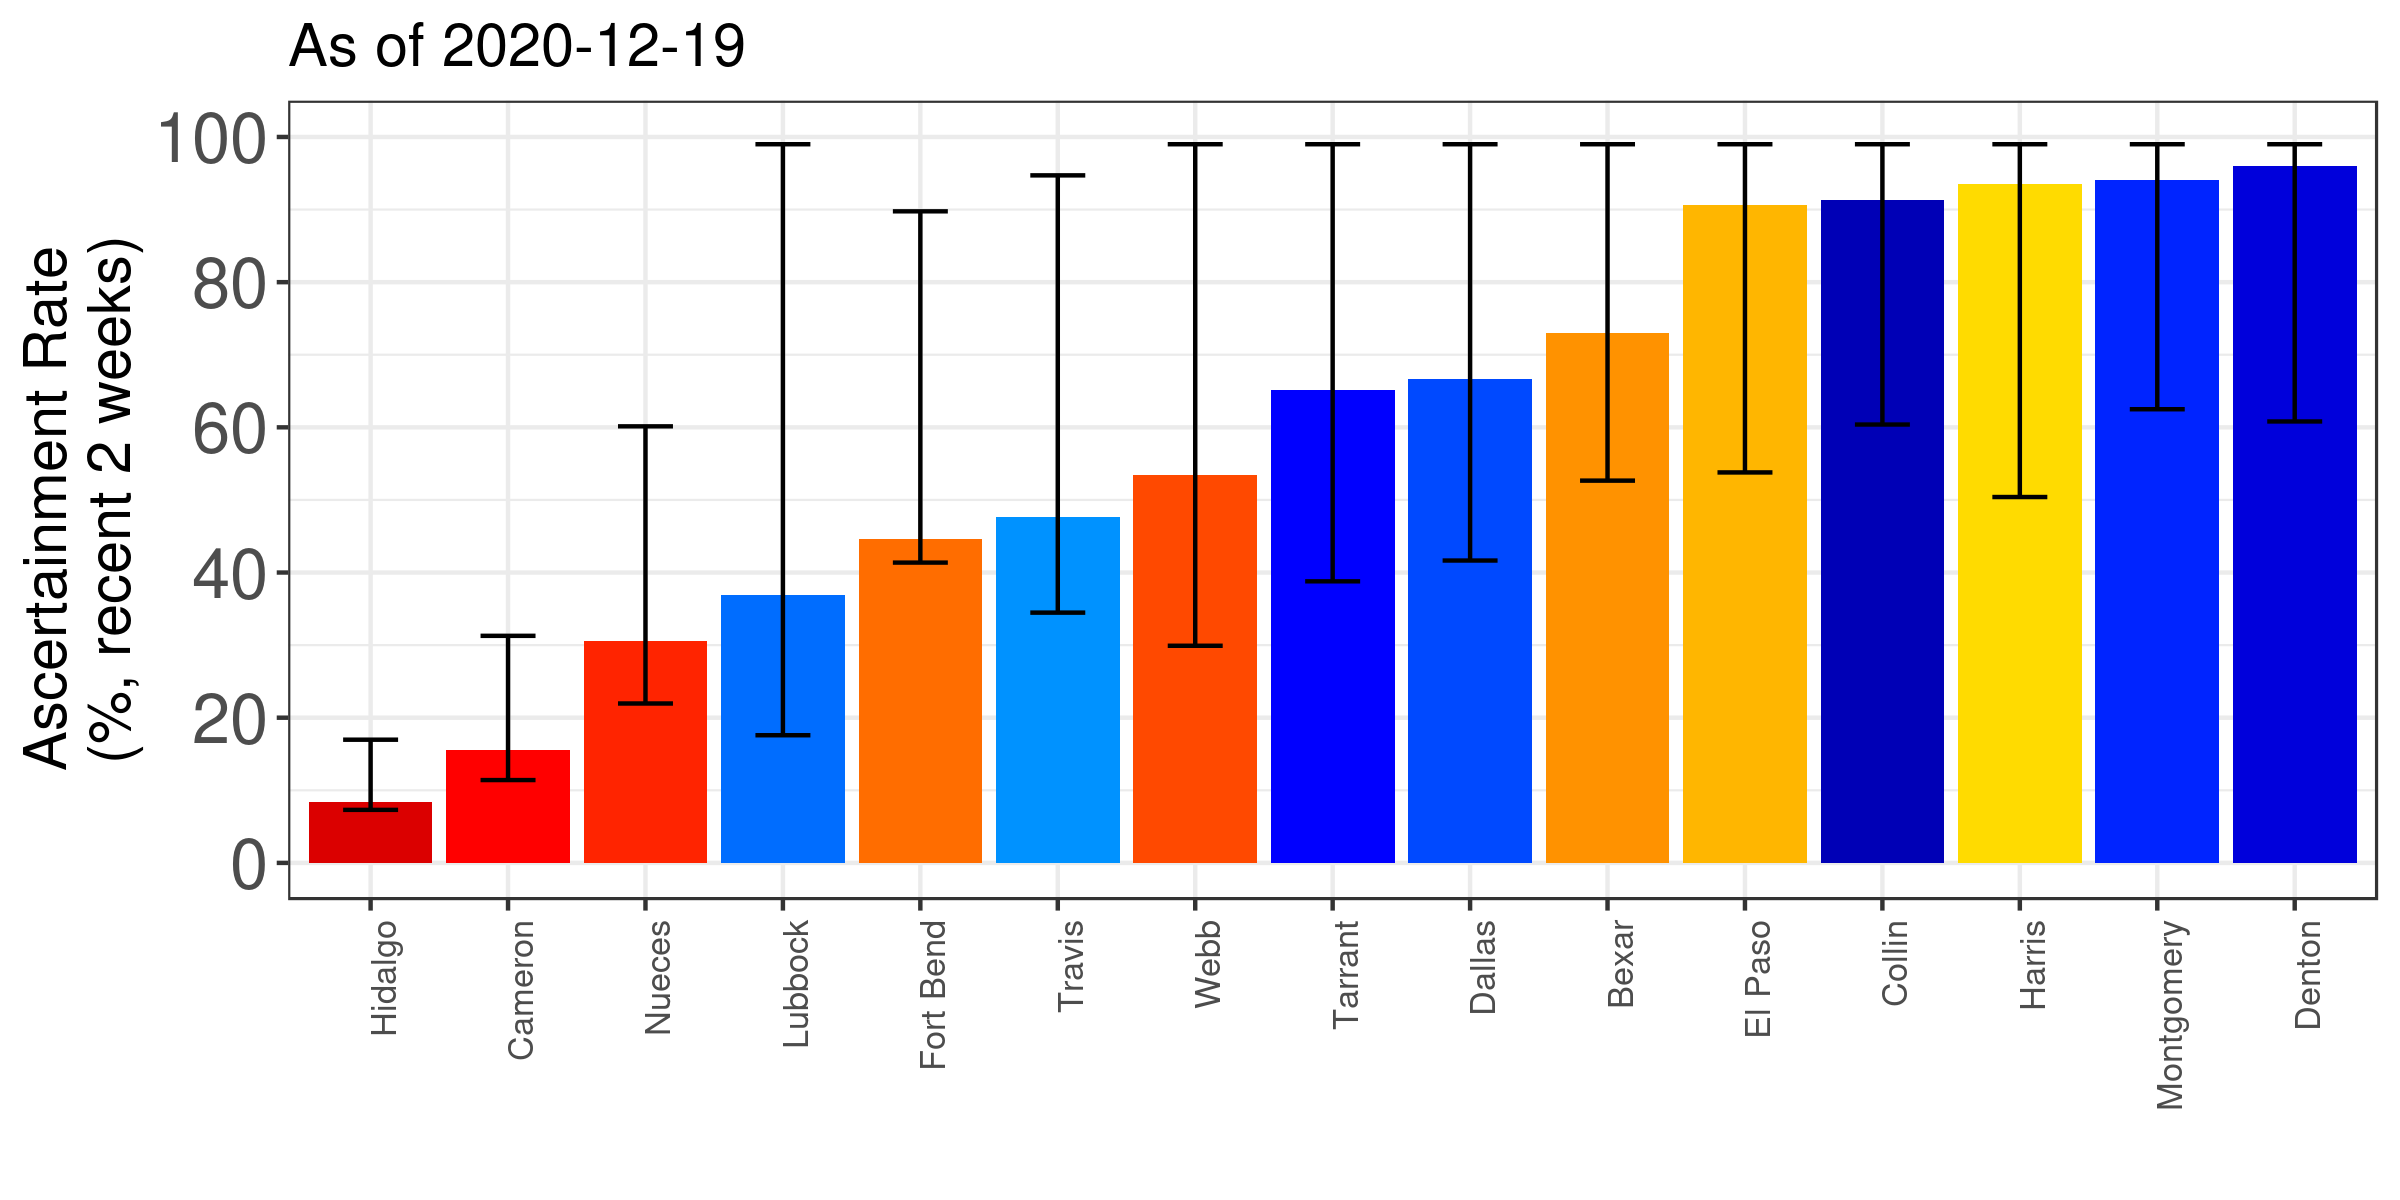 As of 2020-12-19
Ascertainment Rate
(%, recent 2 weeks)
100
80
60
40
20
0
Hidalgo
Cameron
Nueces
Lubbock
Fort Bend
Travis
Webb
Tarrant
Dallas
Bexar
El Paso
Collin
Harris
Montgomery
Denton